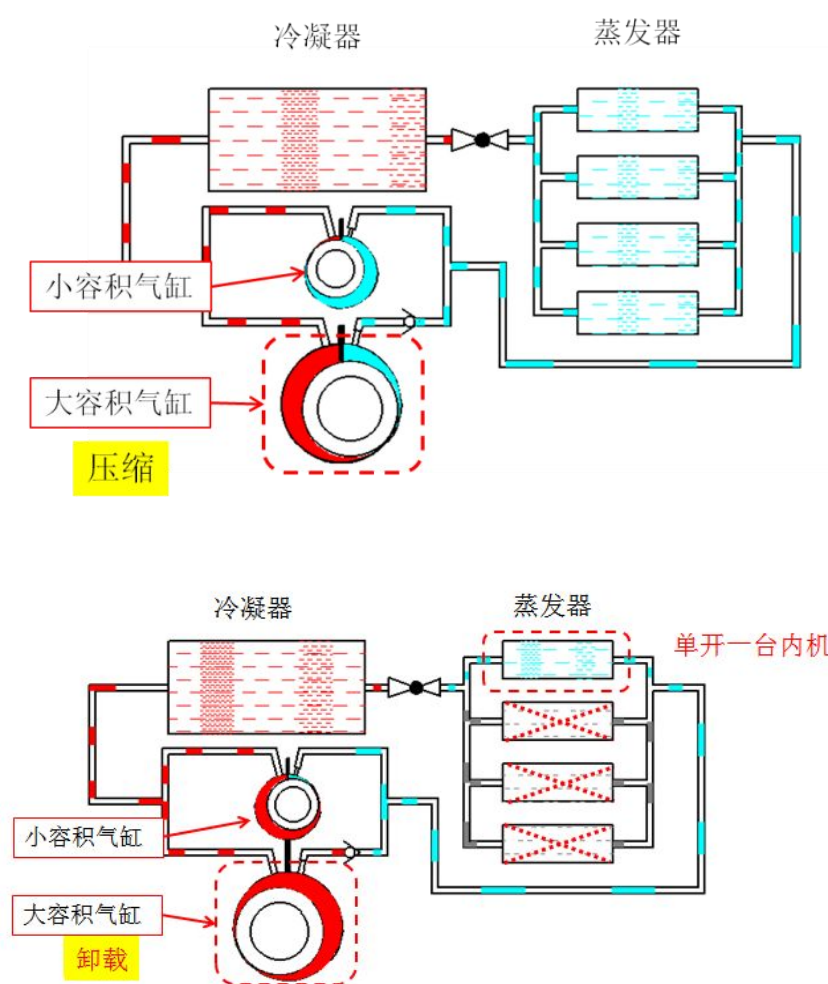 冷凝器
蒸发器
小容积气缸
大容积气缸
压缩
冷凝器
蒸发器
单开一台内机
小容积气缸
大容积气缸
卸载